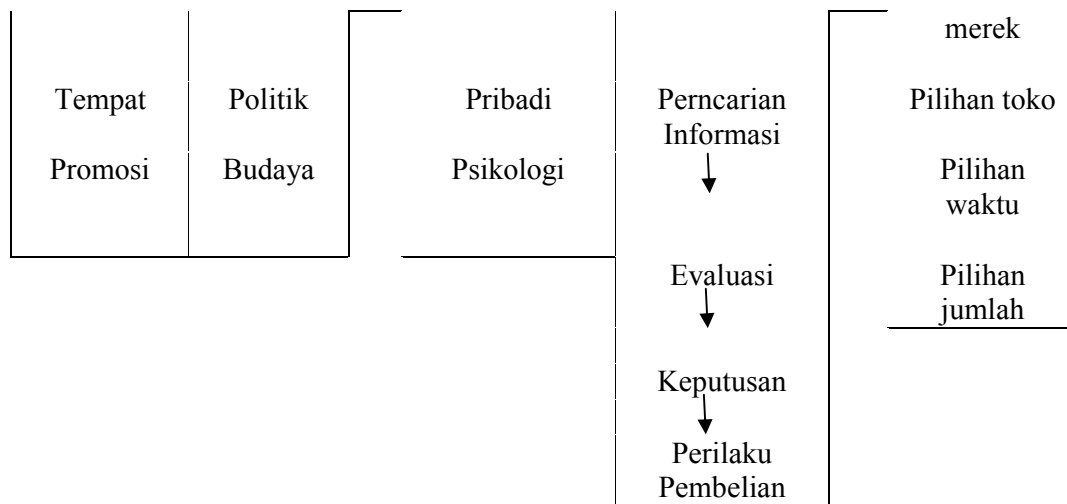 merek
Tempat Politik Pribadi Perncarian Informasi Pilihan toko
Promosi Budaya Psikologi Pilihan waktu
Evaluasi Pilihan jumlah
Keputusan
Perilaku Pembelian